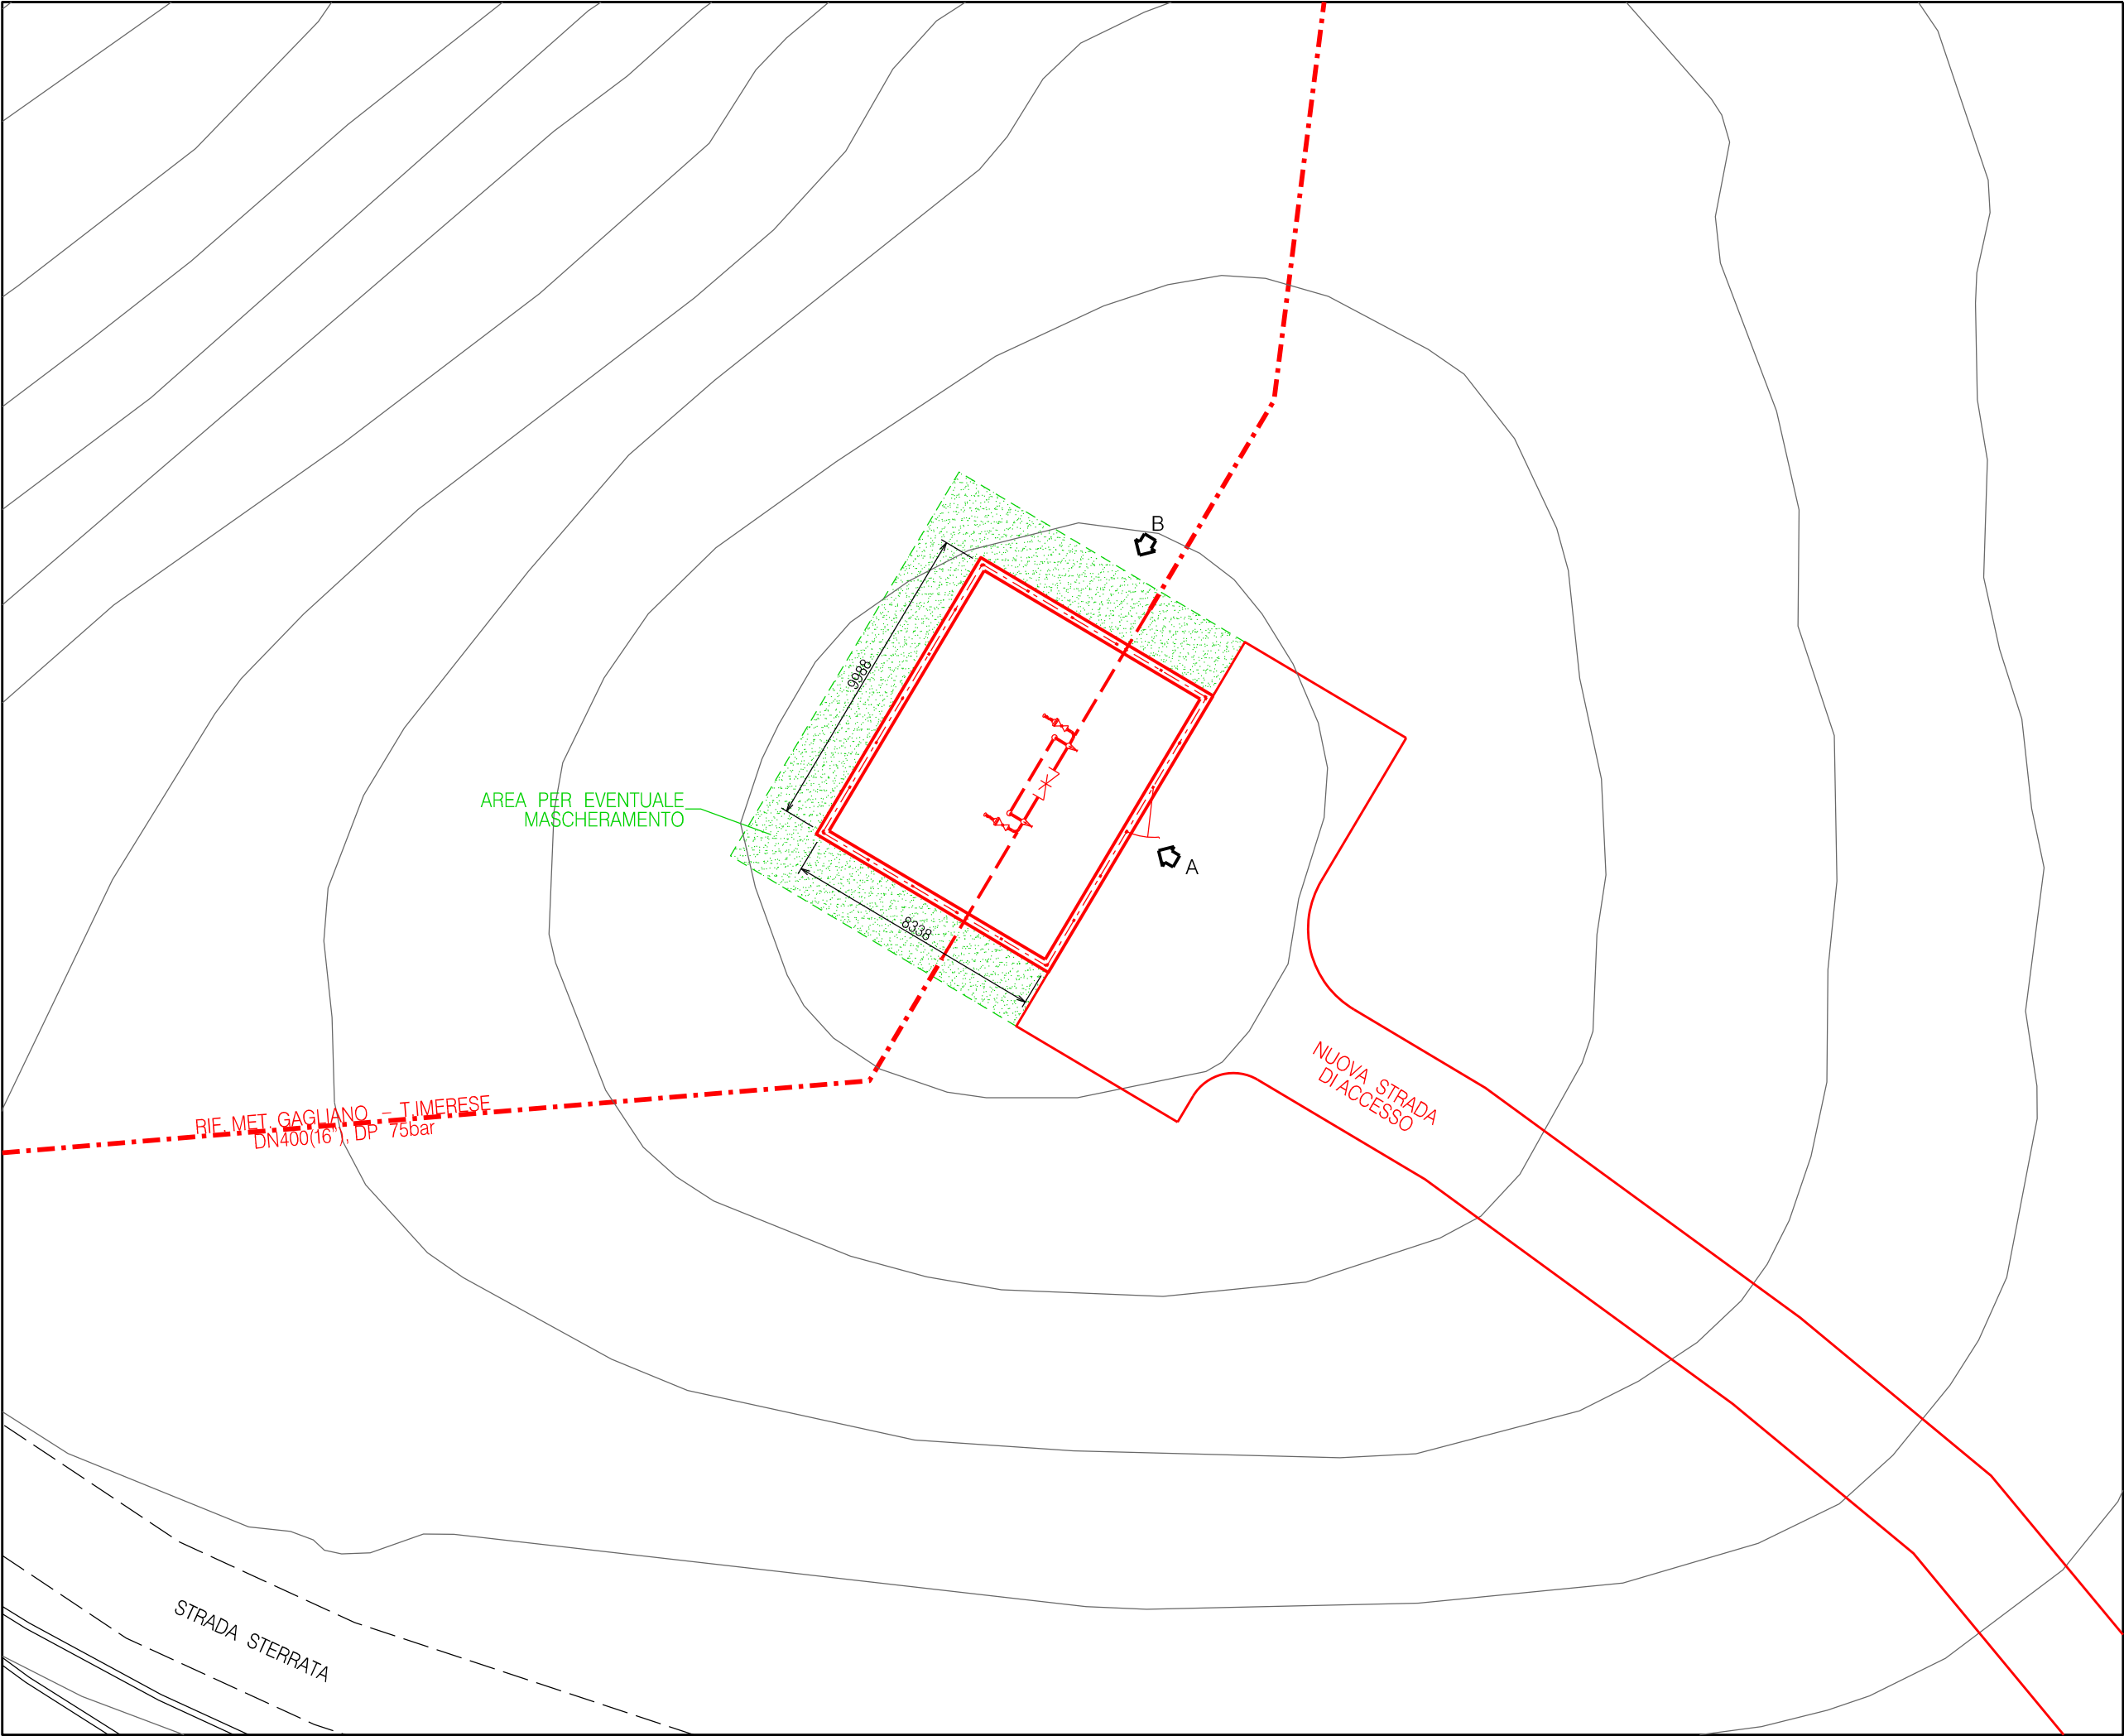 B
9988
AREA PER EVENTUALE
MASCHERAMENTO
A
8338
NUOVA STRADA
DI ACCESSO
RIE. MET. GAGLIANO - T.IMERESE
DN400(16"), DP 75bar
STRADA STERRATA